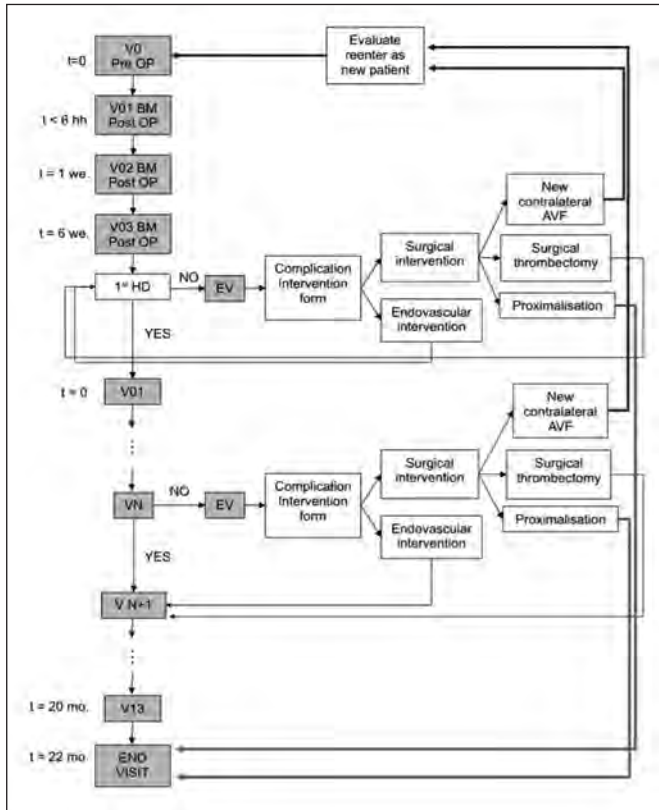 V0
Pre OP
Evaluate
reenter as
new patient
t=0
V01 BM
Post OP
t < 6 hh
V02 BM
Post OP
t = 1 we.
V03 BM
Post OP
t = 6 we.
New
contralateral
AVF
Surgical
intervention
Surgical
thrombectomy
Complication
Intervention
form
1st HD
NO
EV
Endovascular
intervention
Proximalisation
YES
t = 0
V01
New
contralateral
AVF
Surgical
intervention
Surgical
thrombectomy
Complication
Intervention
form
VN
NO
EV
Endovascular
intervention
Proximalisation
YES
V N+1
t = 20 mo.
V13
t = 22 mo
END
VISIT